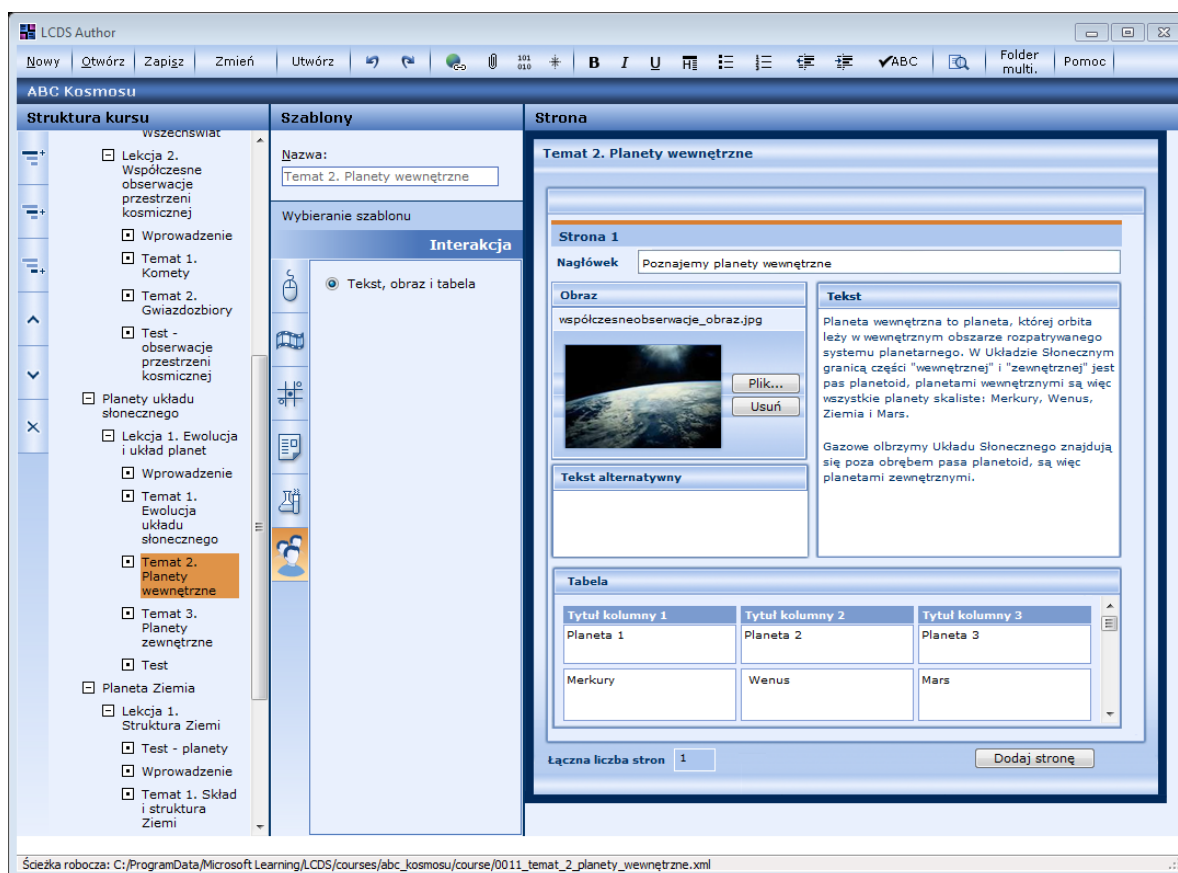 LCDS Author
Nowy Otwórz Zapisz Zmień Utwórz 101 010 B I U ABC Folder multi. Pomoc
ABC Kosmosu
Struktura kursu
Wszechświat
Lekcja 2.
Współczesne
obserwacje
przestrzeni
kosmicznej
Wprowadzenie
Temat 1.
Komety
Temat 2.
Gwiazdozbiory
Test -
obserwacje
przestrzeni
kosmicznej
Planety układu
słonecznego
Lekcja 1. Ewolucja
i układ planet
Wprowadzenie
Temat 1.
Ewolucja
układu
słonecznego
Temat 2.
Planety
wewnętrzne
Temat 3.
Planety
zewnętrzne
Test
Planeta Ziemia
Lekcja 1.
Struktura Ziemi
Test - planety
Wprowadzenie
Temat 1. Skład
i struktura
Ziemi
Szablony
Nazwa:
Temat 2. Planety wewnętrzne
Wybieranie szablonu
Interakcja
Tekst, obraz i tabela
Strona
Temat 2. Planety wewnętrzne
Strona 1
Nagłówek Poznajemy planety wewnętrzne
Obraz
współczesneobserwacje_obraz.jpg
Plik...
Usuń
Tekst alternatywny
Tekst
Planeta wewnętrzna to planeta, której orbita
leży w wewnętrznym obszarze rozpatrywanego
systemu planetarnego. W Układzie Słonecznym
granicą części "wewnętrznej" i "zewnętrznej" jest
pas planetoid, planetami wewnętrznymi są więc
wszystkie planety skaliste: Merkury, Wenus,
Ziemia i Mars.
Gazowe olbrzymy Układu Słonecznego znajdują
się poza obrębem pasa planetoid, są więc
planetami zewnętrznymi.
Tabela
Tytuł kolumny 1 Tytuł kolumny 2 Tytuł kolumny 3
Planeta 1 Planeta 2 Planeta 3
Merkury Wenus Mars
Łączna liczba stron 1 Dodaj stronę
Ścieżka robocza: C:/ProgramData/Microsoft Learning/LCDS/courses/abc_kosmosu/course/0011_temat_2_planety_wewnętrzne.xml